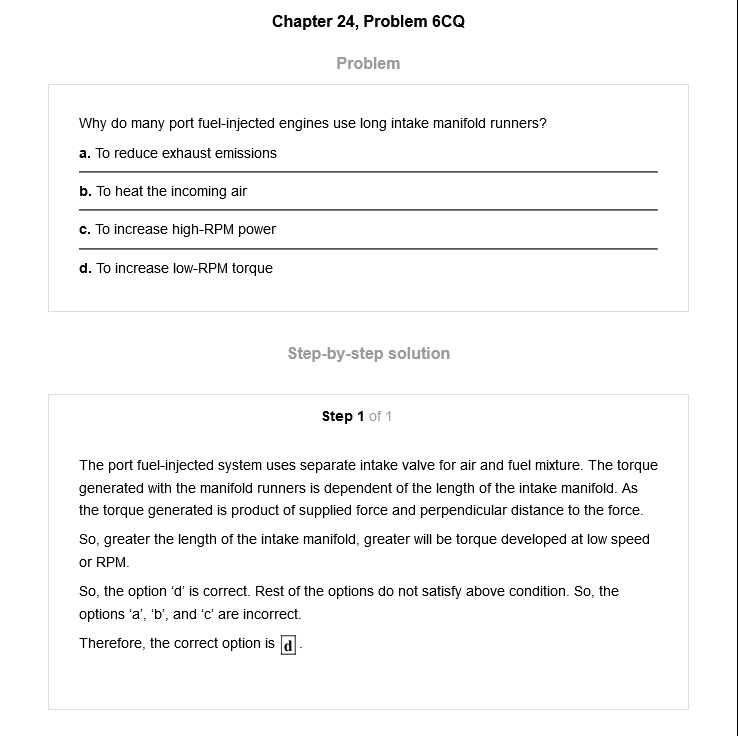 Chapter 24, Problem 6CQ
Problem
Why do many port fuel-injected engines use long intake manifold runners?
a. To reduce exhaust emissions
b. To heat the incoming air
c. To increase high-RPM power
d. To increase low-RPM torque
Step-by-step solution
Step 1 of 1
The port fuel-injected system uses separate intake valve for air and fuel mixture. The torque
generated with the manifold runners is dependent of the length of the intake manifold. As
the torque generated is product of supplied force and perpendicular distance to the force.
So, greater the length of the intake manifold, greater will be torque developed at low speed
or RPM.
So, the option ‘d’ is correct. Rest of the options do not satisfy above condition. So, the
options ‘a’, ‘b’, and ‘c’ are incorrect.
Therefore, the correct option is d.